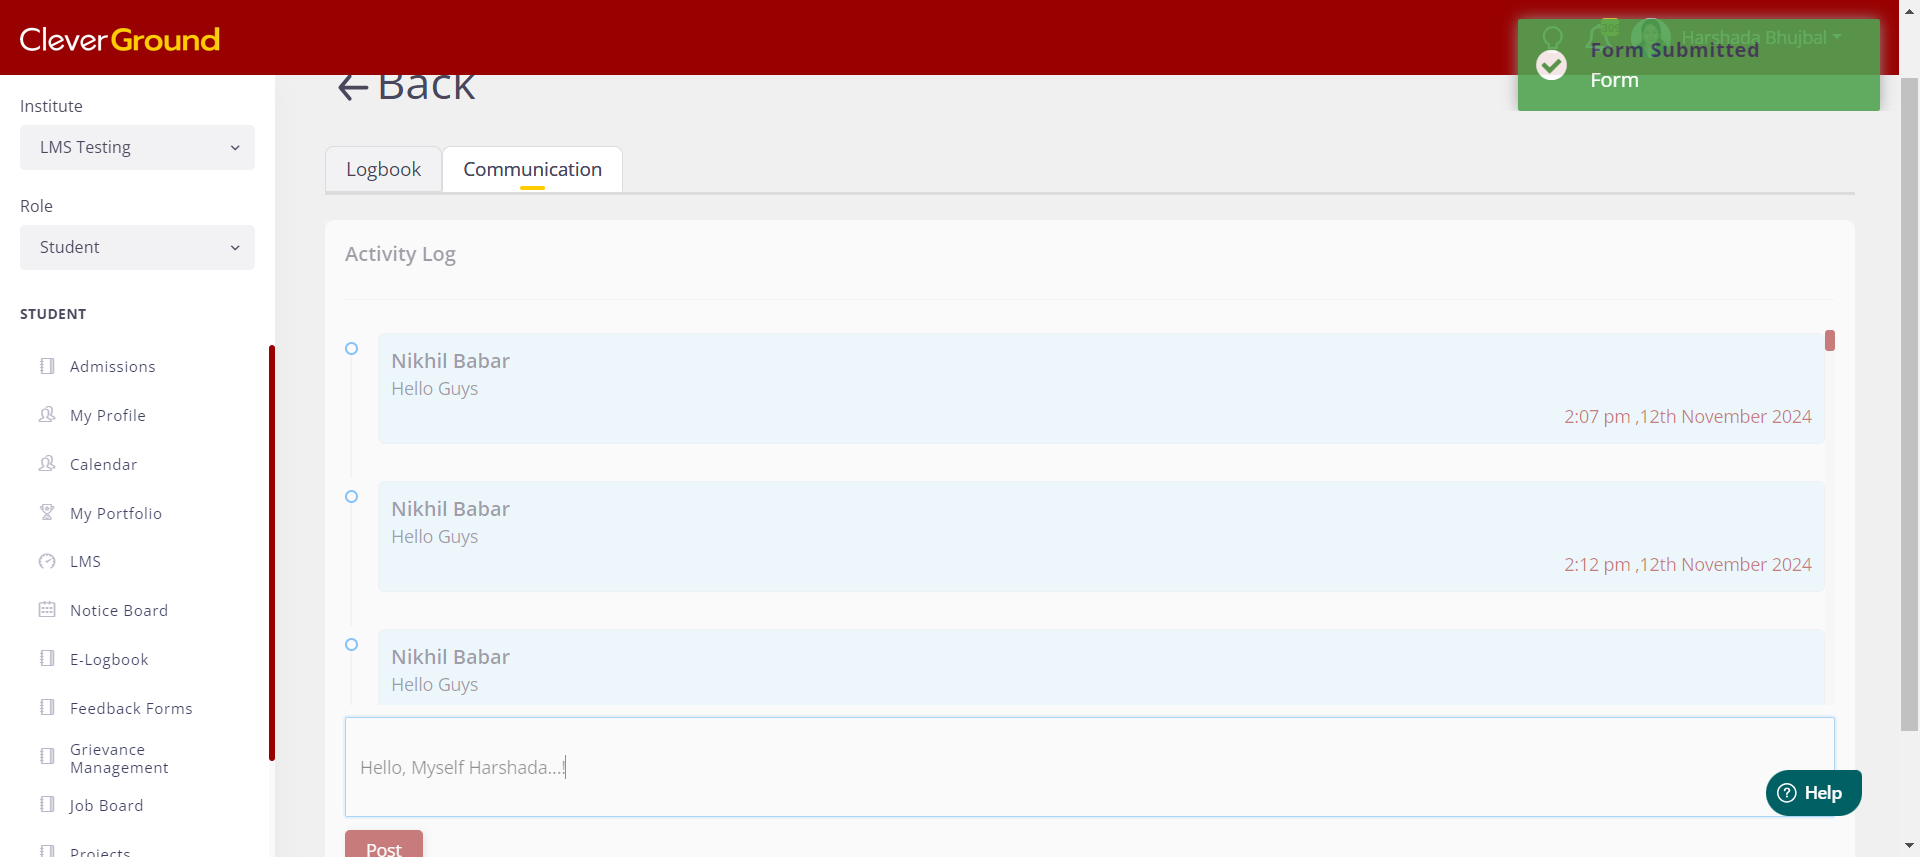 CleverGround
Harshada Bhujbal
Form Submitted
Form
Institute
LMS Testing
Role
Student
STUDENT
Admissions
My Profile
Calendar
My Portfolio
LMS
Notice Board
E-Logbook
Feedback Forms
Grievance
Management
Job Board
Projects
Back
Logbook
Communication
Activity Log
Nikhil Babar
Hello Guys
2:07 pm ,12th November 2024
Nikhil Babar
Hello Guys
2:12 pm ,12th November 2024
Nikhil Babar
Hello Guys
Hello, Myself Harshada...!
Post
Help